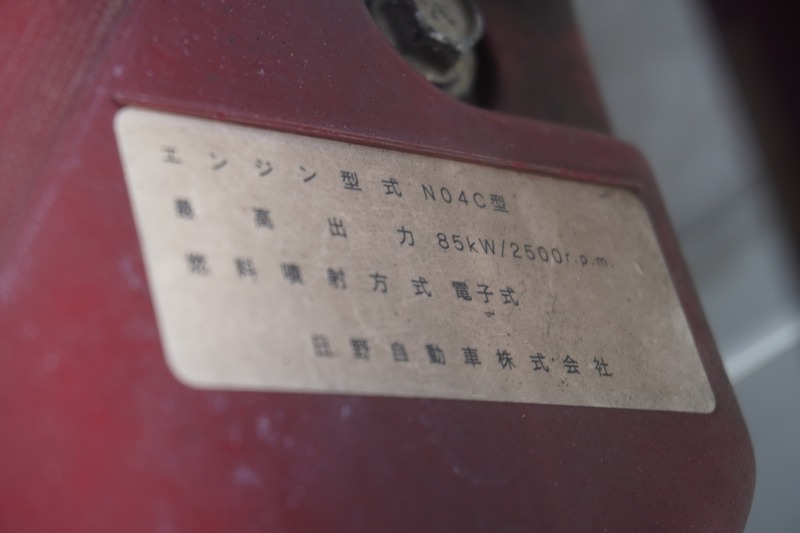 エンジン型式 N04C型
最高出力 85kW/2500r.p.m.
燃料噴射方式 電子式
日野自動車株式会社